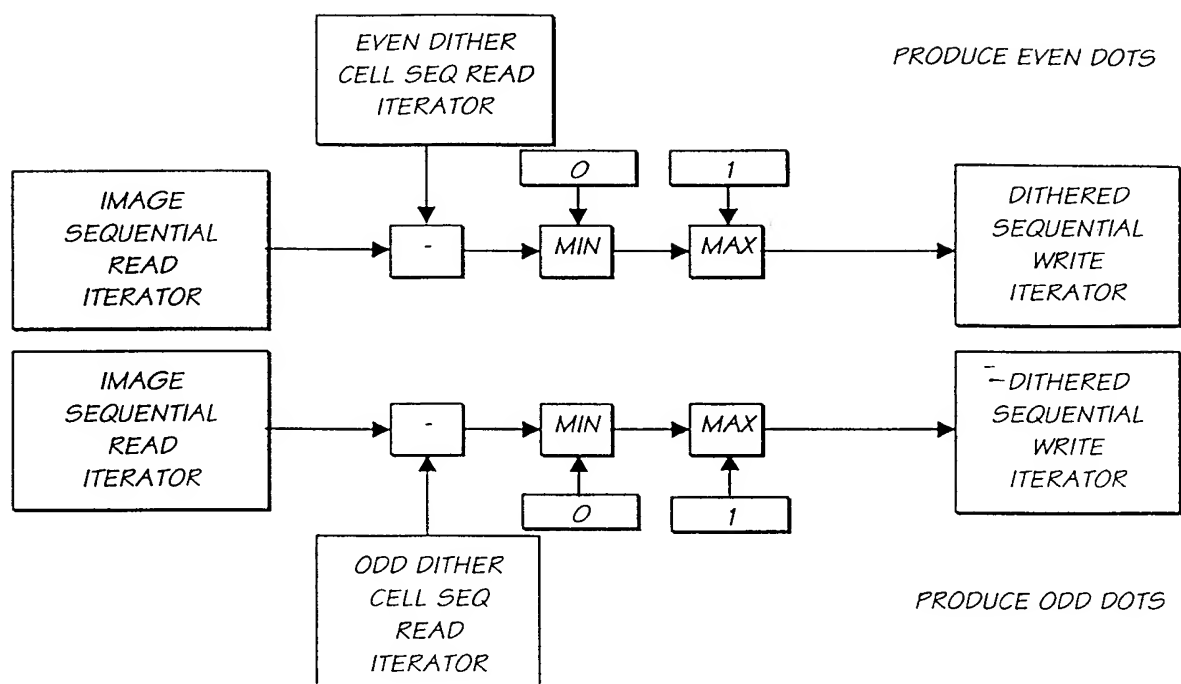 EVEN DITHER
CELL SEQ READ
ITERATOR
PRODUCE EVEN DOTS
0
1
IMAGE
SEQUENTIAL
READ
ITERATOR
-
MIN
MAX
DITHERED
SEQUENTIAL
WRITE
ITERATOR
IMAGE
SEQUENTIAL
READ
ITERATOR
-
MIN
MAX
DITHERED
SEQUENTIAL
WRITE
ITERATOR
0
1
ODD DITHER
CELL SEQ
READ
ITERATOR
PRODUCE ODD DOTS